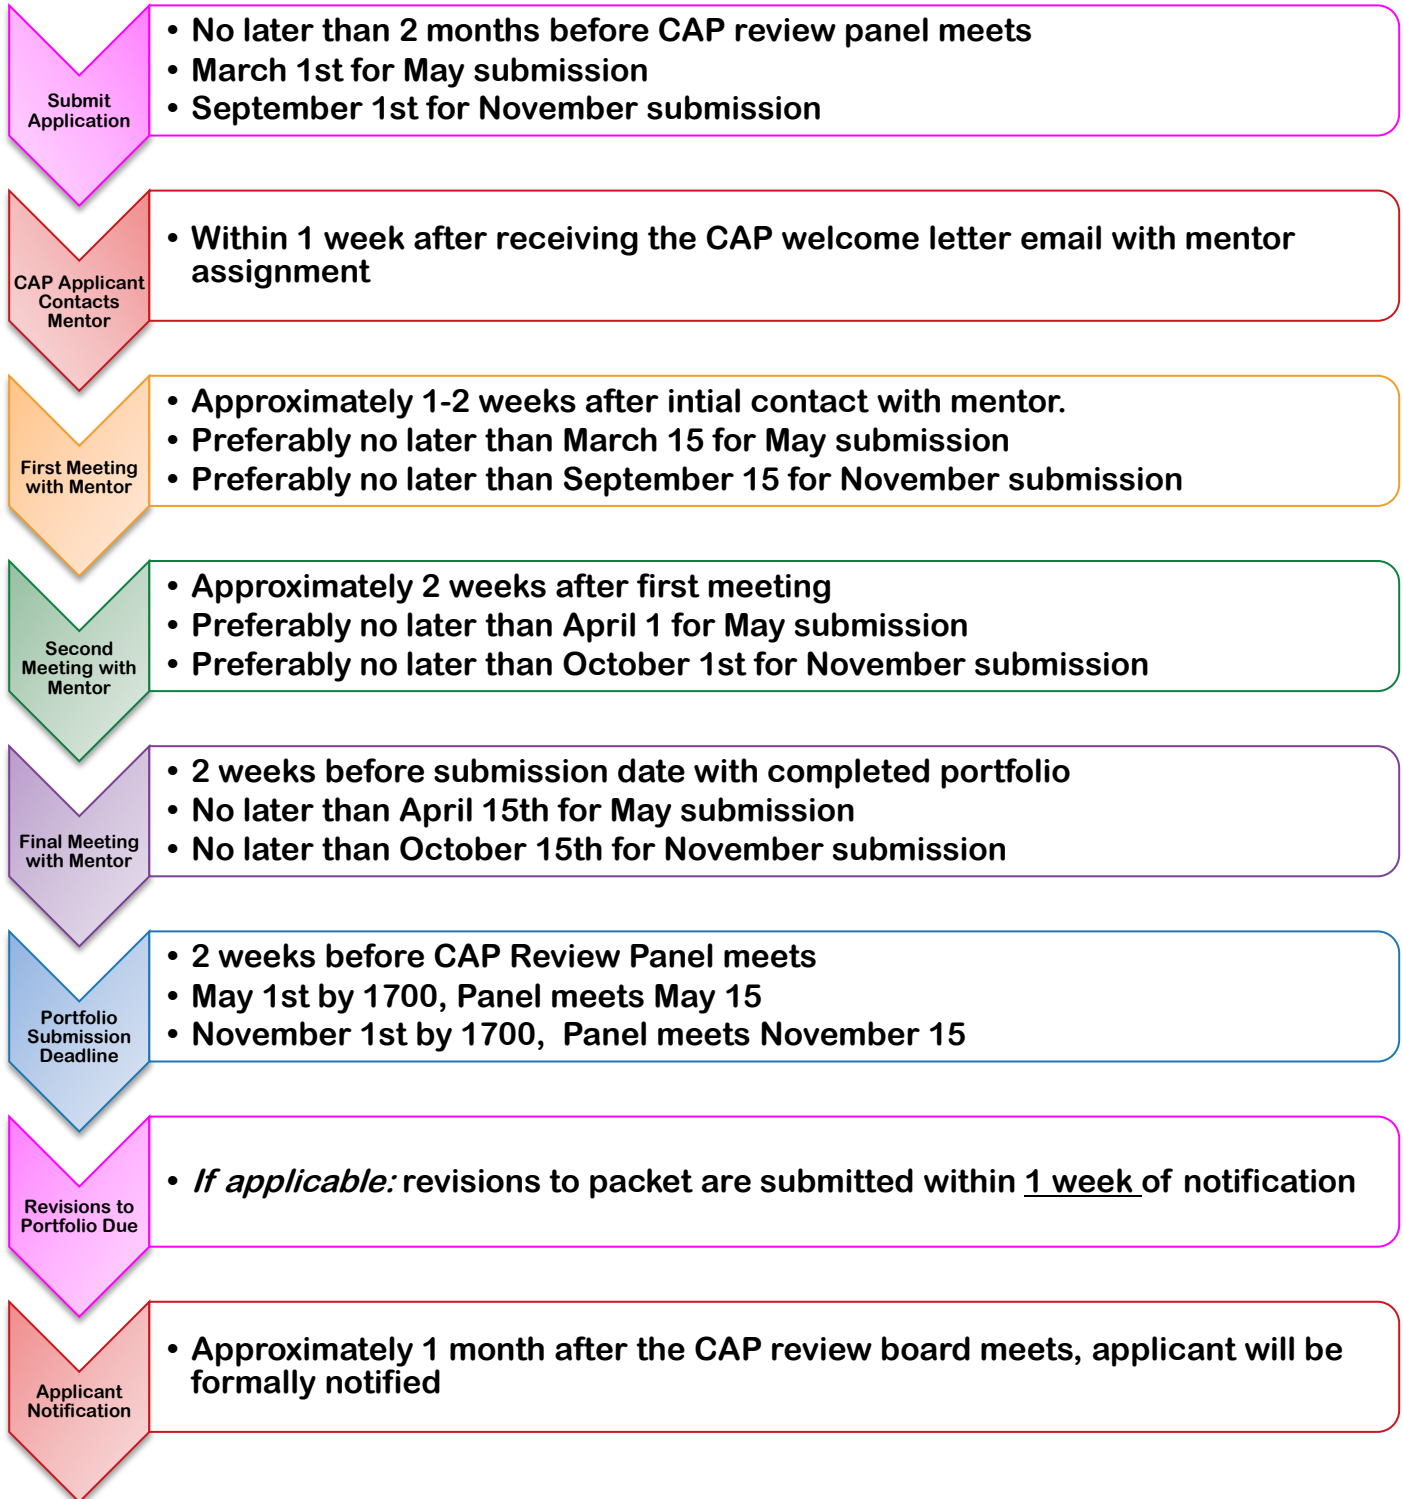 Submit
Application
• No later than 2 months before CAP review panel meets
• March 1st for May submission
• September 1st for November submission
CAP Applicant
Contacts
Mentor
• Within 1 week after receiving the CAP welcome letter email with mentor
assignment
First Meeting
with Mentor
• Approximately 1-2 weeks after intial contact with mentor.
• Preferably no later than March 15 for May submission
• Preferably no later than September 15 for November submission
Second
Meeting with
Mentor
• Approximately 2 weeks after first meeting
• Preferably no later than April 1 for May submission
• Preferably no later than October 1st for November submission
Final Meeting
with Mentor
• 2 weeks before submission date with completed portfolio
• No later than April 15th for May submission
• No later than October 15th for November submission
Portfolio
Submission
Deadline
• 2 weeks before CAP Review Panel meets
• May 1st by 1700, Panel meets May 15
• November 1st by 1700,  Panel meets November 15
Revisions to
Portfolio Due
• If applicable: revisions to packet are submitted within 1 week of notification
Applicant
Notification
• Approximately 1 month after the CAP review board meets, applicant will be
formally notified